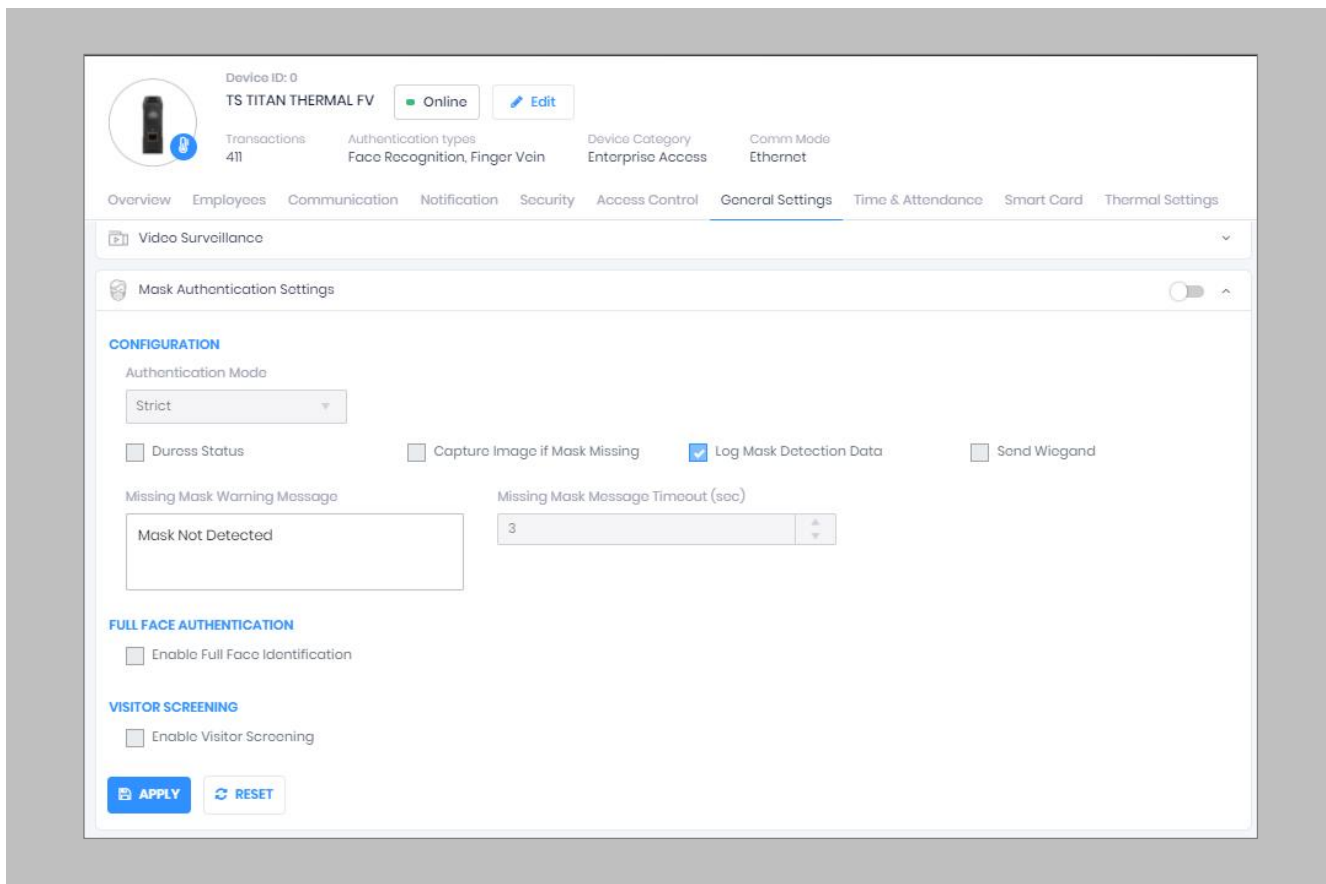 Device ID: 0
TS TITAN THERMAL FV Online Edit
Transactions Authentication types Device Category Comm Mode
411 Face Recognition, Finger Vein Enterprise Access Ethernet
Overview Employees Communication Notification Security Access Control General Settings Time & Attendance Smart Card Thermal Settings
Video Surveillance
Mask Authentication Settings
CONFIGURATION
Authentication Mode
Strict
Duress Status Capture Image if Mask Missing Log Mask Detection Data Send Wiegand
Missing Mask Warning Message Missing Mask Message Timeout (sec)
Mask Not Detected 3
FULL FACE AUTHENTICATION
Enable Full Face Identification
VISITOR SCREENING
Enable Visitor Screening
APPLY RESET